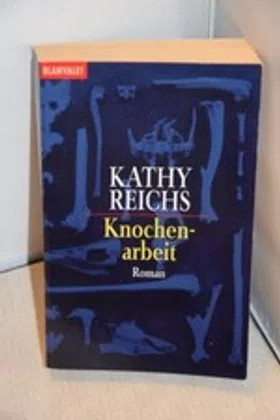 BLANVALET
KATHY
REICHS
Knochen-
arbeit
Roman